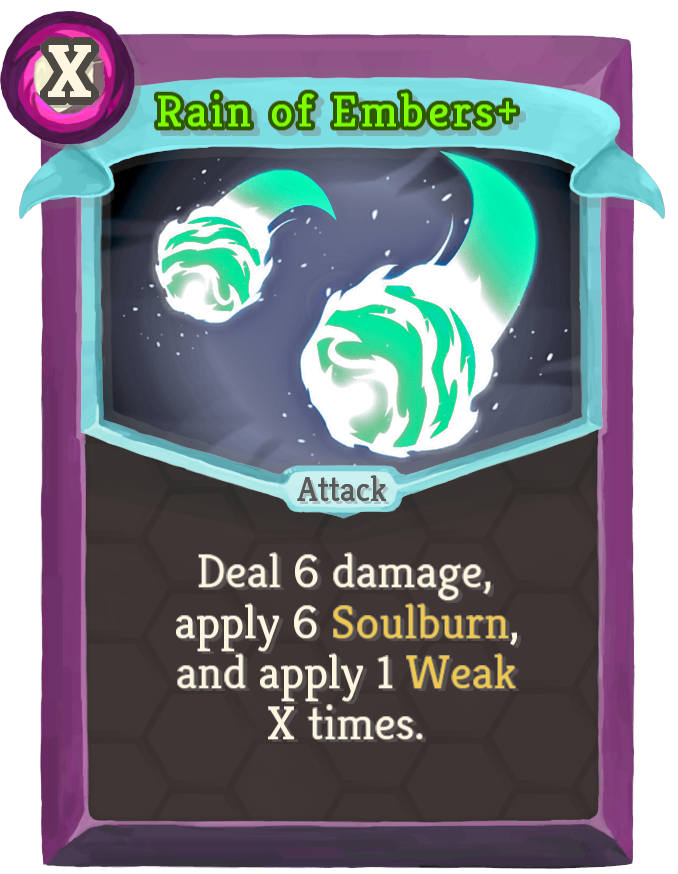 X
Rain of Embers+
Attack
Deal 6 damage,
apply 6 Soulburn,
and apply 1 Weak
X times.